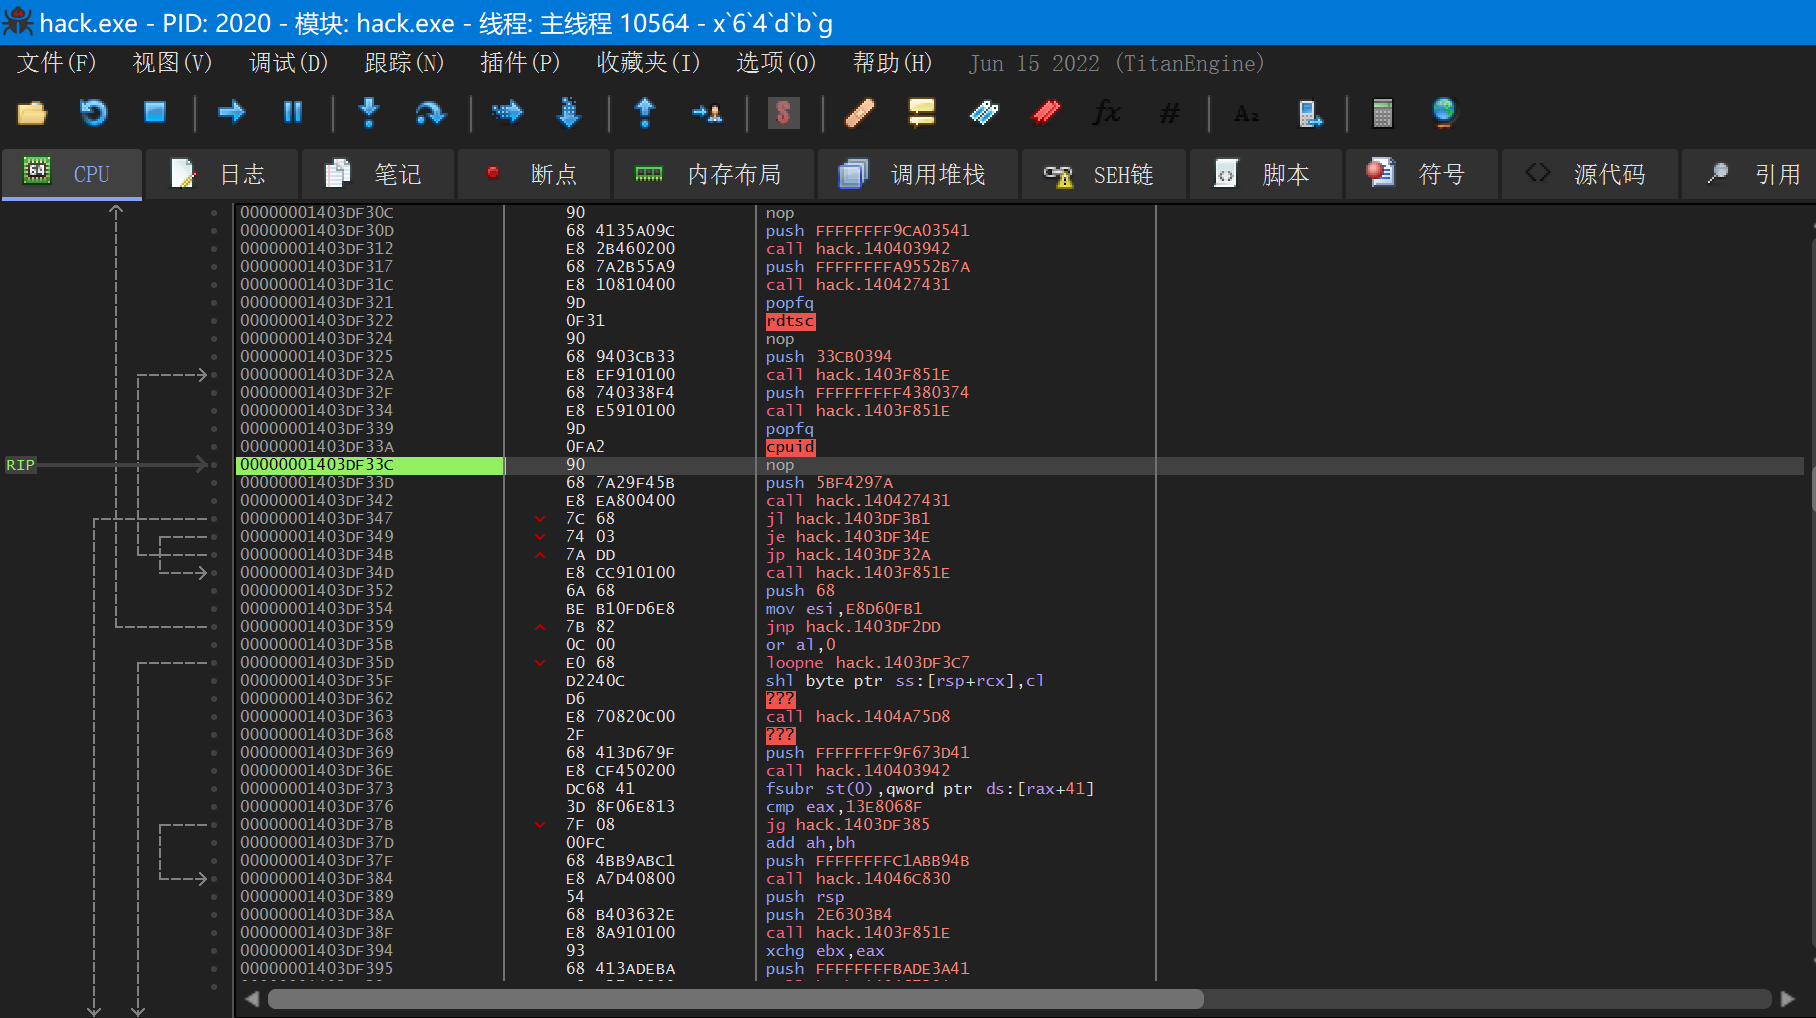 hack.exe - PID: 2020 - 模块: hack.exe - 线程: 主线程 10564 - x`6`4`d`b`g
文件(F) 视图(V) 调试(D) 跟踪(N) 插件(P) 收藏夹(I) 选项(O) 帮助(H) Jun 15 2022 (TitanEngine)
$ fx # A₂
64 CPU 日志 笔记 断点 内存布局 调用堆栈 SEH链 脚本 符号 <> 源代码 引用
00000001403DF30C 90 nop
00000001403DF30D 68 4135A09C push FFFFFFFF9CA03541
00000001403DF312 E8 2B460200 call hack.140403942
00000001403DF317 68 7A2B55A9 push FFFFFFFFA9552B7A
00000001403DF31C E8 10810400 call hack.140427431
00000001403DF321 9D popfq
00000001403DF322 0F31 rdtsc
00000001403DF324 90 nop
00000001403DF325 68 9403CB33 push 33CB0394
00000001403DF32A E8 EF910100 call hack.1403F851E
00000001403DF32F 68 740338F4 push FFFFFFFFF4380374
00000001403DF334 E8 E5910100 call hack.1403F851E
00000001403DF339 9D popfq
00000001403DF33A 0FA2 cpuid
RIP 00000001403DF33C 90 nop
00000001403DF33D 68 7A29F45B push 5BF4297A
00000001403DF342 E8 EA800400 call hack.140427431
00000001403DF347 7C 68 jl hack.1403DF3B1
00000001403DF349 74 03 je hack.1403DF34E
00000001403DF34B 7A DD jp hack.1403DF32A
00000001403DF34D E8 CC910100 call hack.1403F851E
00000001403DF352 6A 68 push 68
00000001403DF354 BE B10FD6E8 mov esi,E8D60FB1
00000001403DF359 7B 82 jnp hack.1403DF2DD
00000001403DF35B 0C 00 or al,0
00000001403DF35D E0 68 loopne hack.1403DF3C7
00000001403DF35F D2240C shl byte ptr ss:[rsp+rcx],cl
00000001403DF362 D6 ???
00000001403DF363 E8 70820C00 call hack.1404A75D8
00000001403DF368 2F ???
00000001403DF369 68 413D679F push FFFFFFFF9F673D41
00000001403DF36E E8 CF450200 call hack.140403942
00000001403DF373 DC68 41 fsubr st(0),qword ptr ds:[rax+41]
00000001403DF376 3D 8F06E813 cmp eax,13E8068F
00000001403DF37B 7F 08 jg hack.1403DF385
00000001403DF37D 00FC add ah,bh
00000001403DF37F 68 4BB9ABC1 push FFFFFFFFC1ABB94B
00000001403DF384 E8 A7D40800 call hack.14046C830
00000001403DF389 54 push rsp
00000001403DF38A 68 B403632E push 2E6303B4
00000001403DF38F E8 8A910100 call hack.1403F851E
00000001403DF394 93 xchg ebx,eax
00000001403DF395 68 413ADEBA push FFFFFFFFBADE3A41